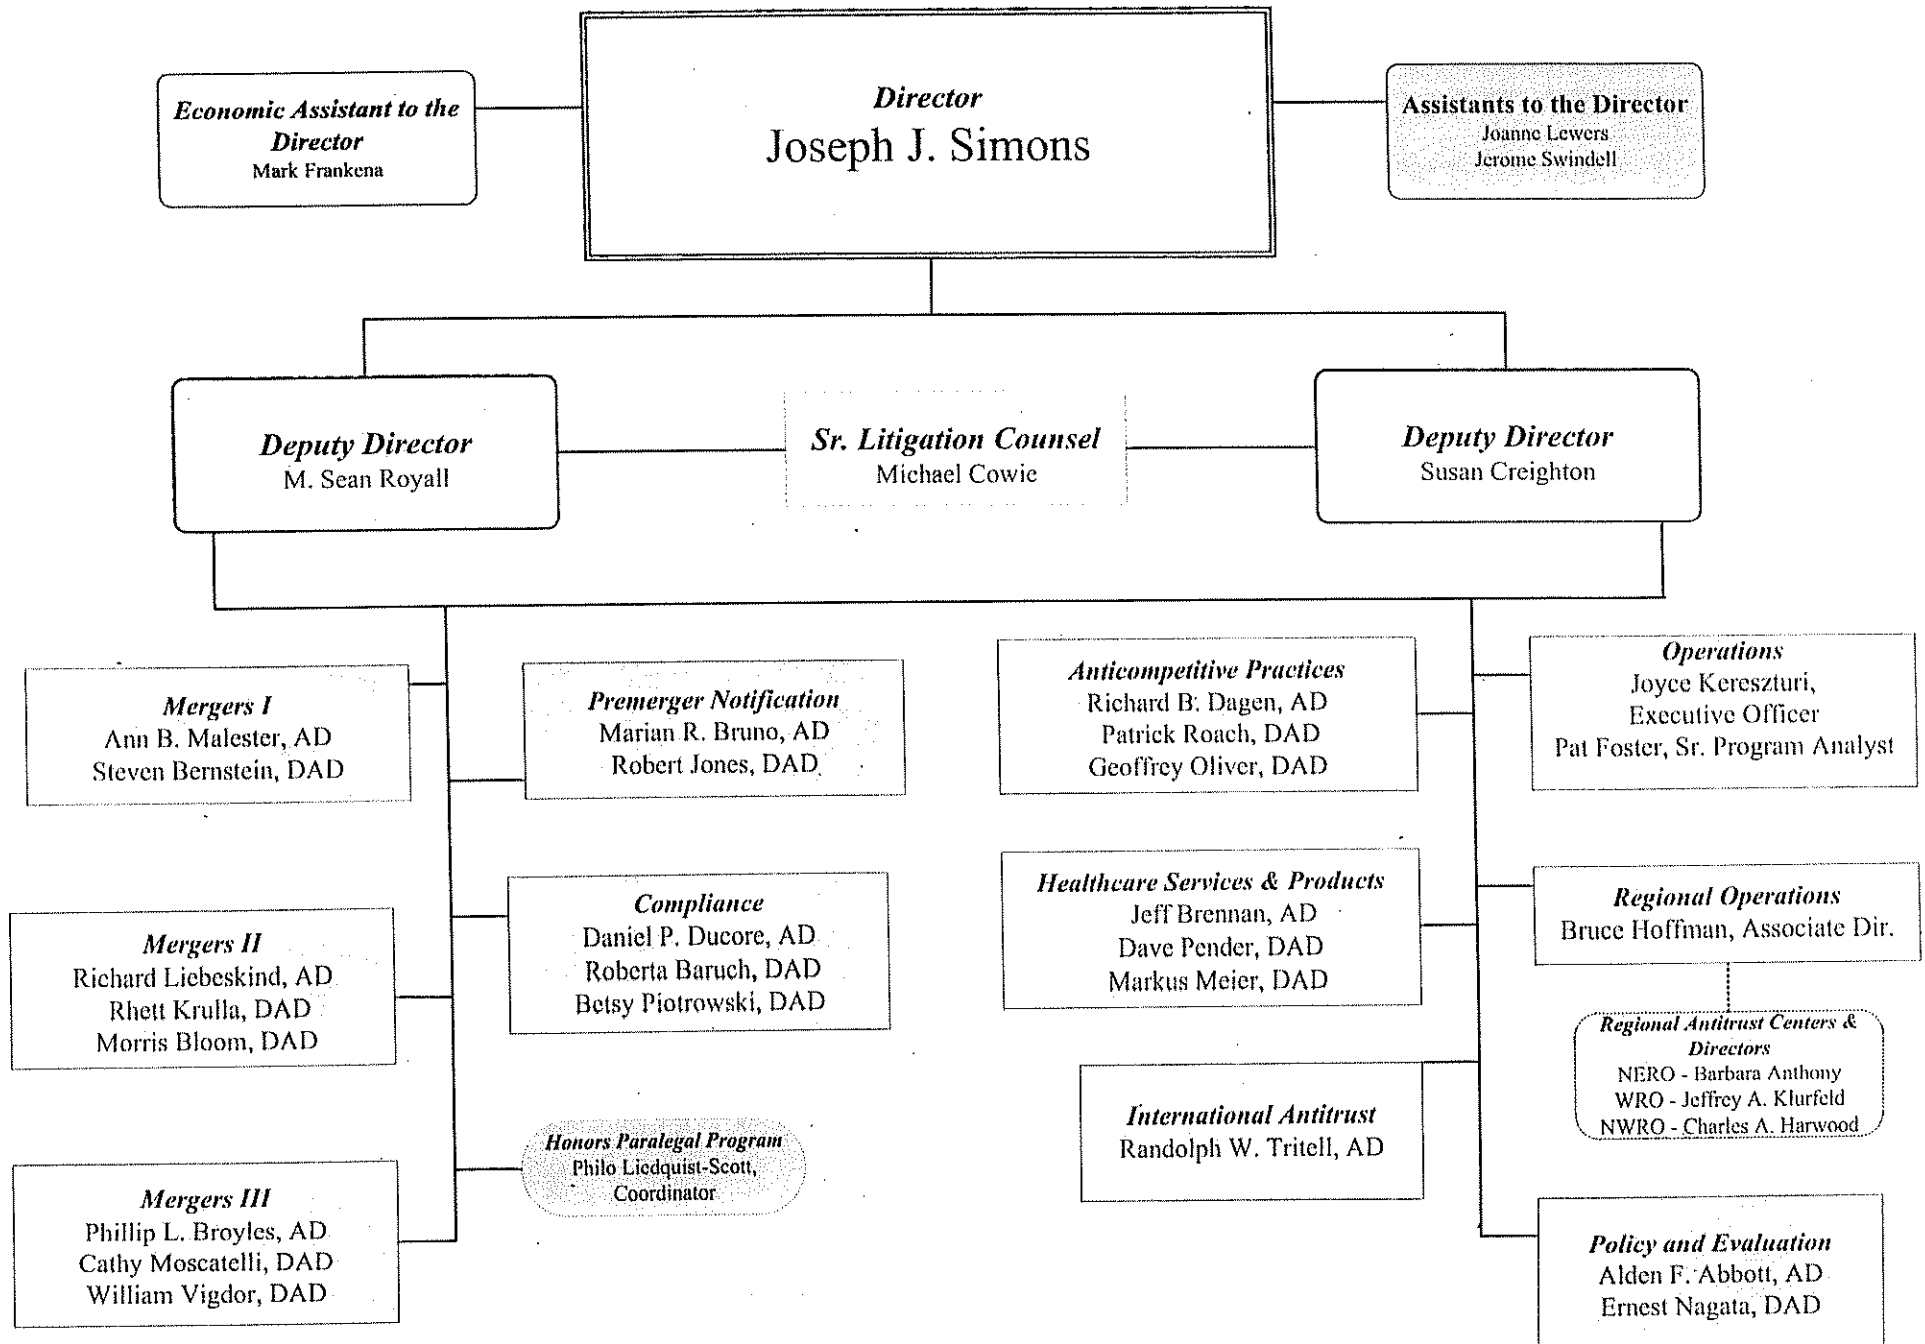 Economic Assistant to the
Director
Mark Frankena
Director
Joseph J. Simons
Assistants to the Director
Joanne Lewers
Jerome Swindell
Deputy Director
M. Sean Royall
Sr. Litigation Counsel
Michael Cowie
Deputy Director
Susan Creighton
Mergers I
Ann B. Malester, AD
Steven Bernstein, DAD
Premerger Notification
Marian R. Bruno, AD
Robert Jones, DAD
Anticompetitive Practices
Richard B. Dagen, AD
Patrick Roach, DAD
Geoffrey Oliver, DAD
Operations
Joyce Kereszturi,
Executive Officer
Pat Foster, Sr. Program Analyst
Mergers II
Richard Liebeskind, AD
Rhett Krulla, DAD
Morris Bloom, DAD
Compliance
Daniel P. Ducore, AD
Roberta Baruch, DAD
Betsy Piotrowski, DAD
Healthcare Services & Products
Jeff Brennan, AD
Dave Pender, DAD
Markus Meier, DAD
Regional Operations
Bruce Hoffman, Associate Dir.
Regional Antitrust Centers &
Directors
NERO - Barbara Anthony
WRO - Jeffrey A. Klurfeld
NWRO - Charles A. Harwood
Mergers III
Phillip L. Broyles, AD
Cathy Moscatelli, DAD
William Vigdor, DAD
Honors Paralegal Program
Philo Liedquist-Scott,
Coordinator
International Antitrust
Randolph W. Tritell, AD
Policy and Evaluation
Alden F. Abbott, AD
Ernest Nagata, DAD